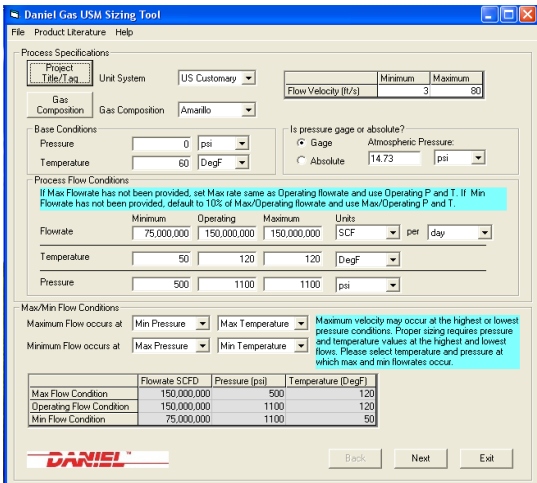 Daniel Gas USM Sizing Tool
File Product Literature Help
Process Specifications
Project Title/Tag
Unit System US Customary
Minimum Maximum
Flow Velocity (ft/s) 3 80
Gas Composition
Gas Composition Amarillo
Base Conditions
Pressure 0 psi
Temperature 60 DegF
Is pressure gage or absolute?
Gage Atmospheric Pressure:
Absolute 14.73 psi
Process Flow Conditions
If Max Flowrate has not been provided, set Max rate same as Operating flowrate and use Operating P and T. If Min
Flowrate has not been provided, default to 10% of Max/Operating flowrate and use Max/Operating P and T.
Minimum Operating Maximum Units
Flowrate 75,000,000 150,000,000 150,000,000 SCF per day
Temperature 50 120 120 DegF
Pressure 500 1100 1100 psi
Max/Min Flow Conditions
Maximum Flow occurs at Min Pressure Max Temperature
Minimum Flow occurs at Max Pressure Min Temperature
Maximum velocity may occur at the highest or lowest
pressure conditions. Proper sizing requires pressure
and temperature values at the highest and lowest
flows. Please select temperature and pressure at
which max and min flowrates occur.
Flowrate SCFD Pressure (psi) Temperature (DegF)
Max Flow Condition 150,000,000 500 120
Operating Flow Condition 150,000,000 1100 120
Min Flow Condition 75,000,000 1100 50
DANIEL™
Back Next Exit